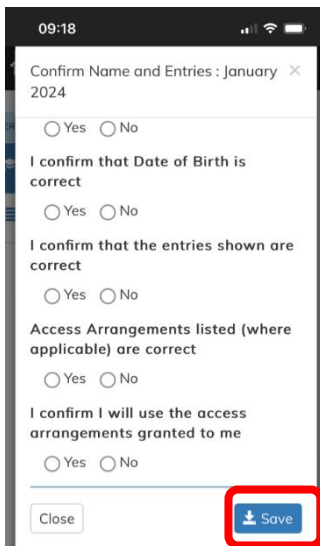 09:18
Confirm Name and Entries : January ×
2024
Yes No
I confirm that Date of Birth is
correct
Yes No
I confirm that the entries shown are
correct
Yes No
Access Arrangements listed (where
applicable) are correct
Yes No
I confirm I will use the access
arrangements granted to me
Yes No
Close Save